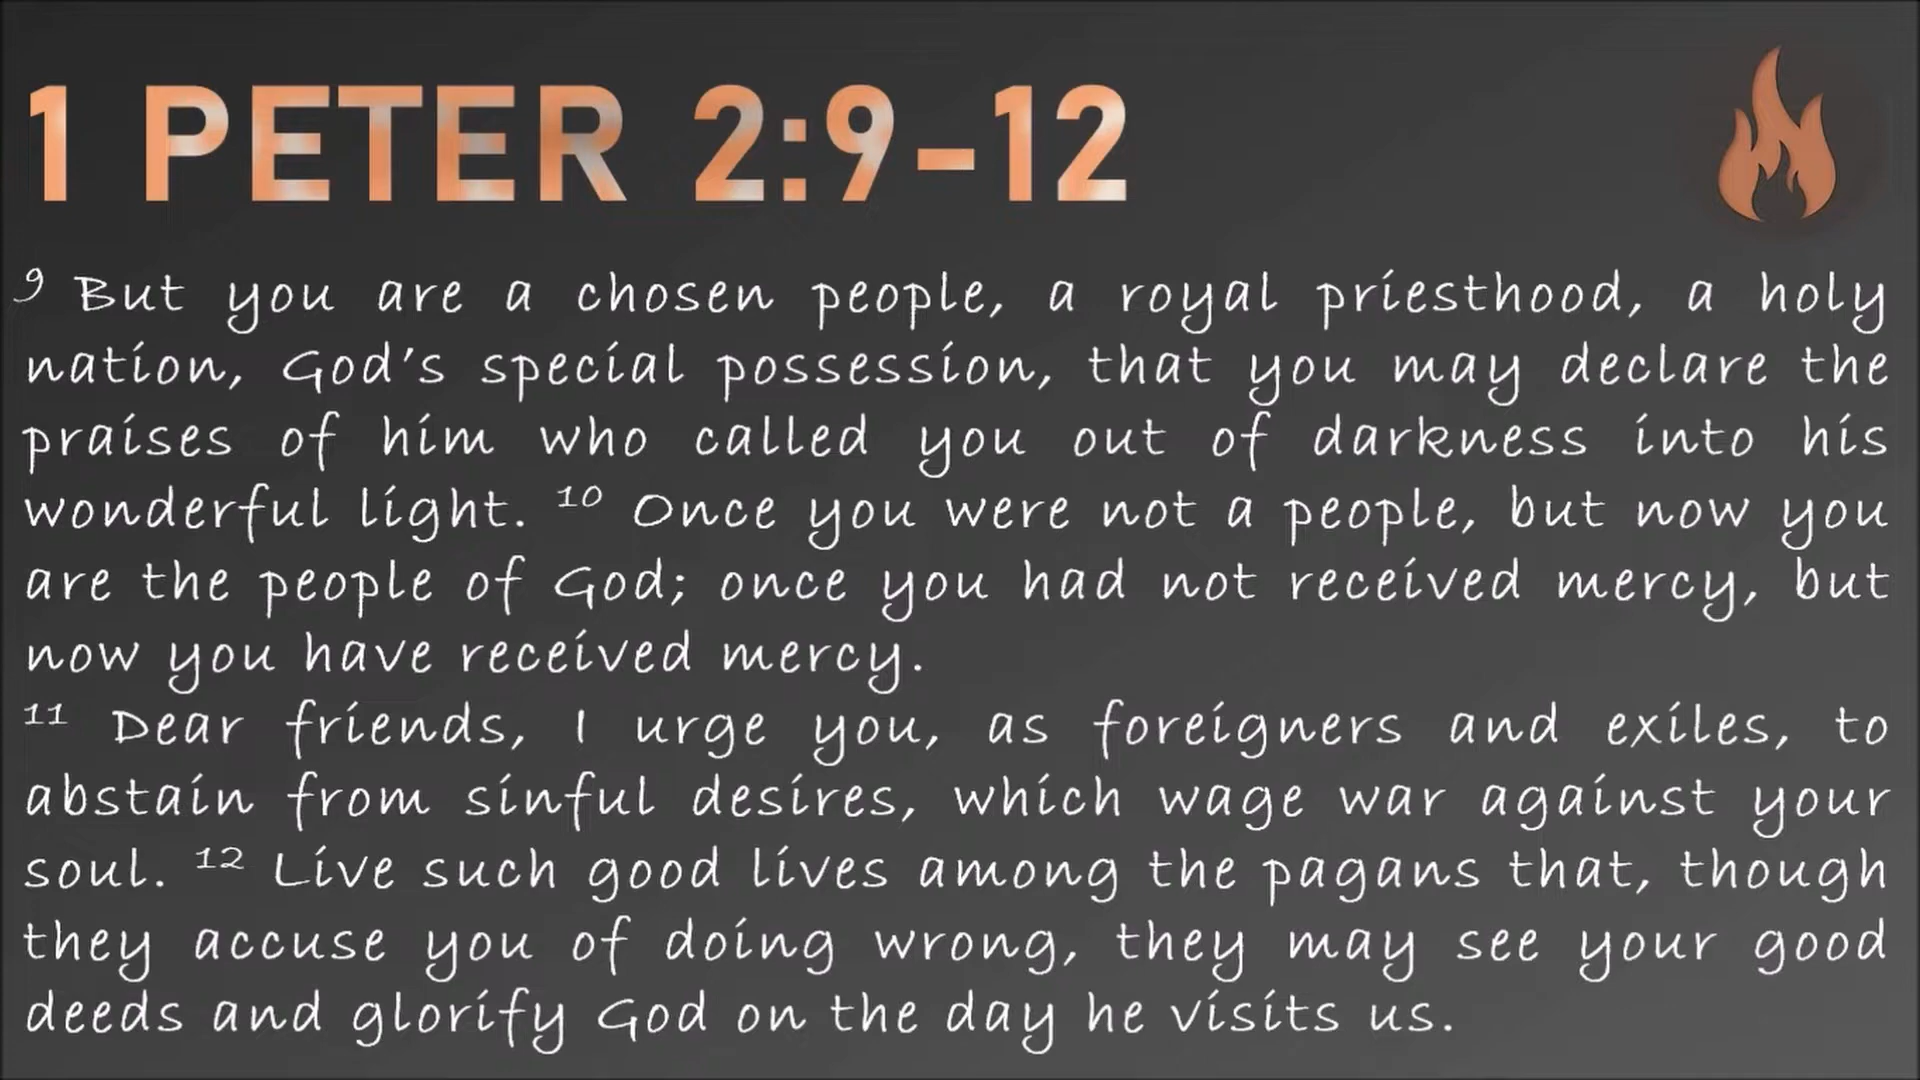 1 PETER 2:9-12
⁹ But you are a chosen people, a royal priesthood, a holy
nation, God's special possession, that you may declare the
praises of him who called you out of darkness into his
wonderful light. ¹⁰ Once you were not a people, but now you
are the people of God; once you had not received mercy, but
now you have received mercy.
¹¹ Dear friends, I urge you, as foreigners and exiles, to
abstain from sinful desires, which wage war against your
soul. ¹² Live such good lives among the pagans that, though
they accuse you of doing wrong, they may see your good
deeds and glorify God on the day he visits us.